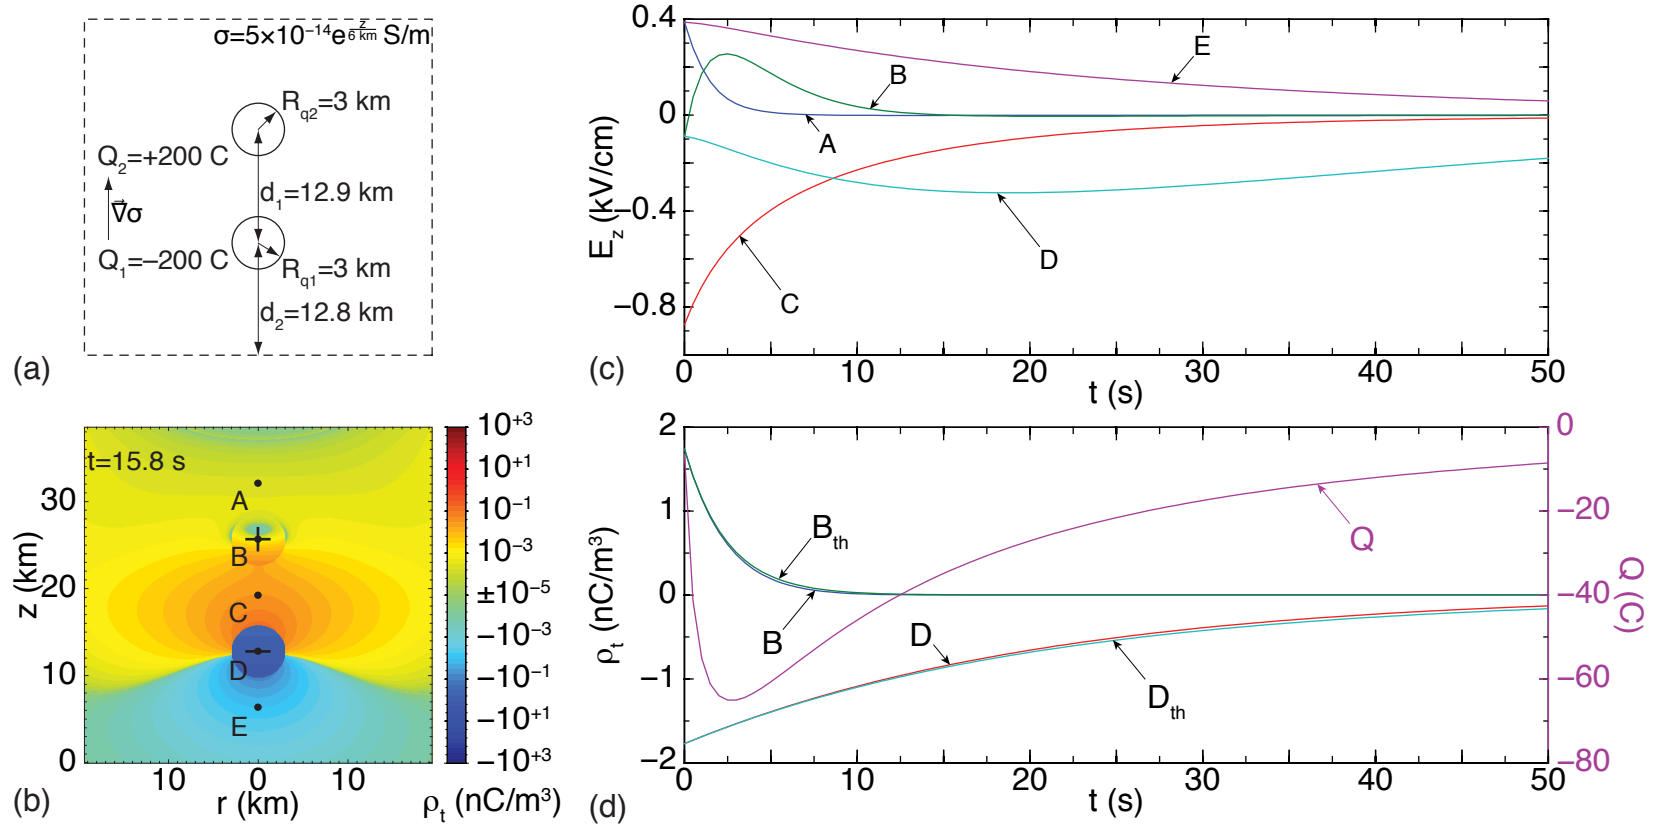 σ=5×10⁻¹⁴e^(z/6 km) S/m
R_q2=3 km
Q₂=+200 C
d₁=12.9 km
∇⃗σ
Q₁=−200 C
R_q1=3 km
d₂=12.8 km
(a)
t=15.8 s
A
B
C
D
E
30
20
10
0
z (km)
10 0 10
r (km)
10⁺³
10⁺¹
10⁻¹
10⁻³
±10⁻⁵
−10⁻³
−10⁻¹
−10⁺¹
−10⁺³
ρ_t (nC/m³)
(b)
0.4
0
−0.4
−0.8
E_z (kV/cm)
E
B
A
D
C
0 10 20 30 40 50
t (s)
(c)
2
1
0
−1
−2
ρ_t (nC/m³)
B_th
B
D
D_th
Q
0
−20
−40
−60
−80
Q (C)
0 10 20 30 40 50
t (s)
(d)